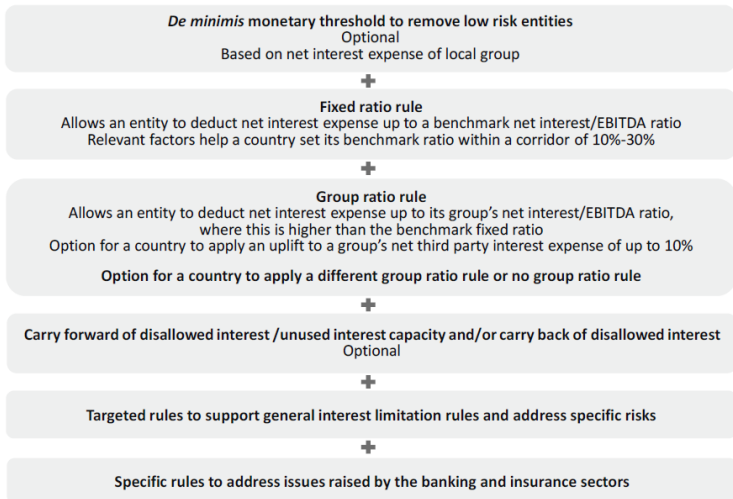 De minimis monetary threshold to remove low risk entities
Optional
Based on net interest expense of local group
+
Fixed ratio rule
Allows an entity to deduct net interest expense up to a benchmark net interest/EBITDA ratio
Relevant factors help a country set its benchmark ratio within a corridor of 10%-30%
+
Group ratio rule
Allows an entity to deduct net interest expense up to its group’s net interest/EBITDA ratio,
where this is higher than the benchmark fixed ratio
Option for a country to apply an uplift to a group’s net third party interest expense of up to 10%
Option for a country to apply a different group ratio rule or no group ratio rule
+
Carry forward of disallowed interest /unused interest capacity and/or carry back of disallowed interest
Optional
+
Targeted rules to support general interest limitation rules and address specific risks
+
Specific rules to address issues raised by the banking and insurance sectors